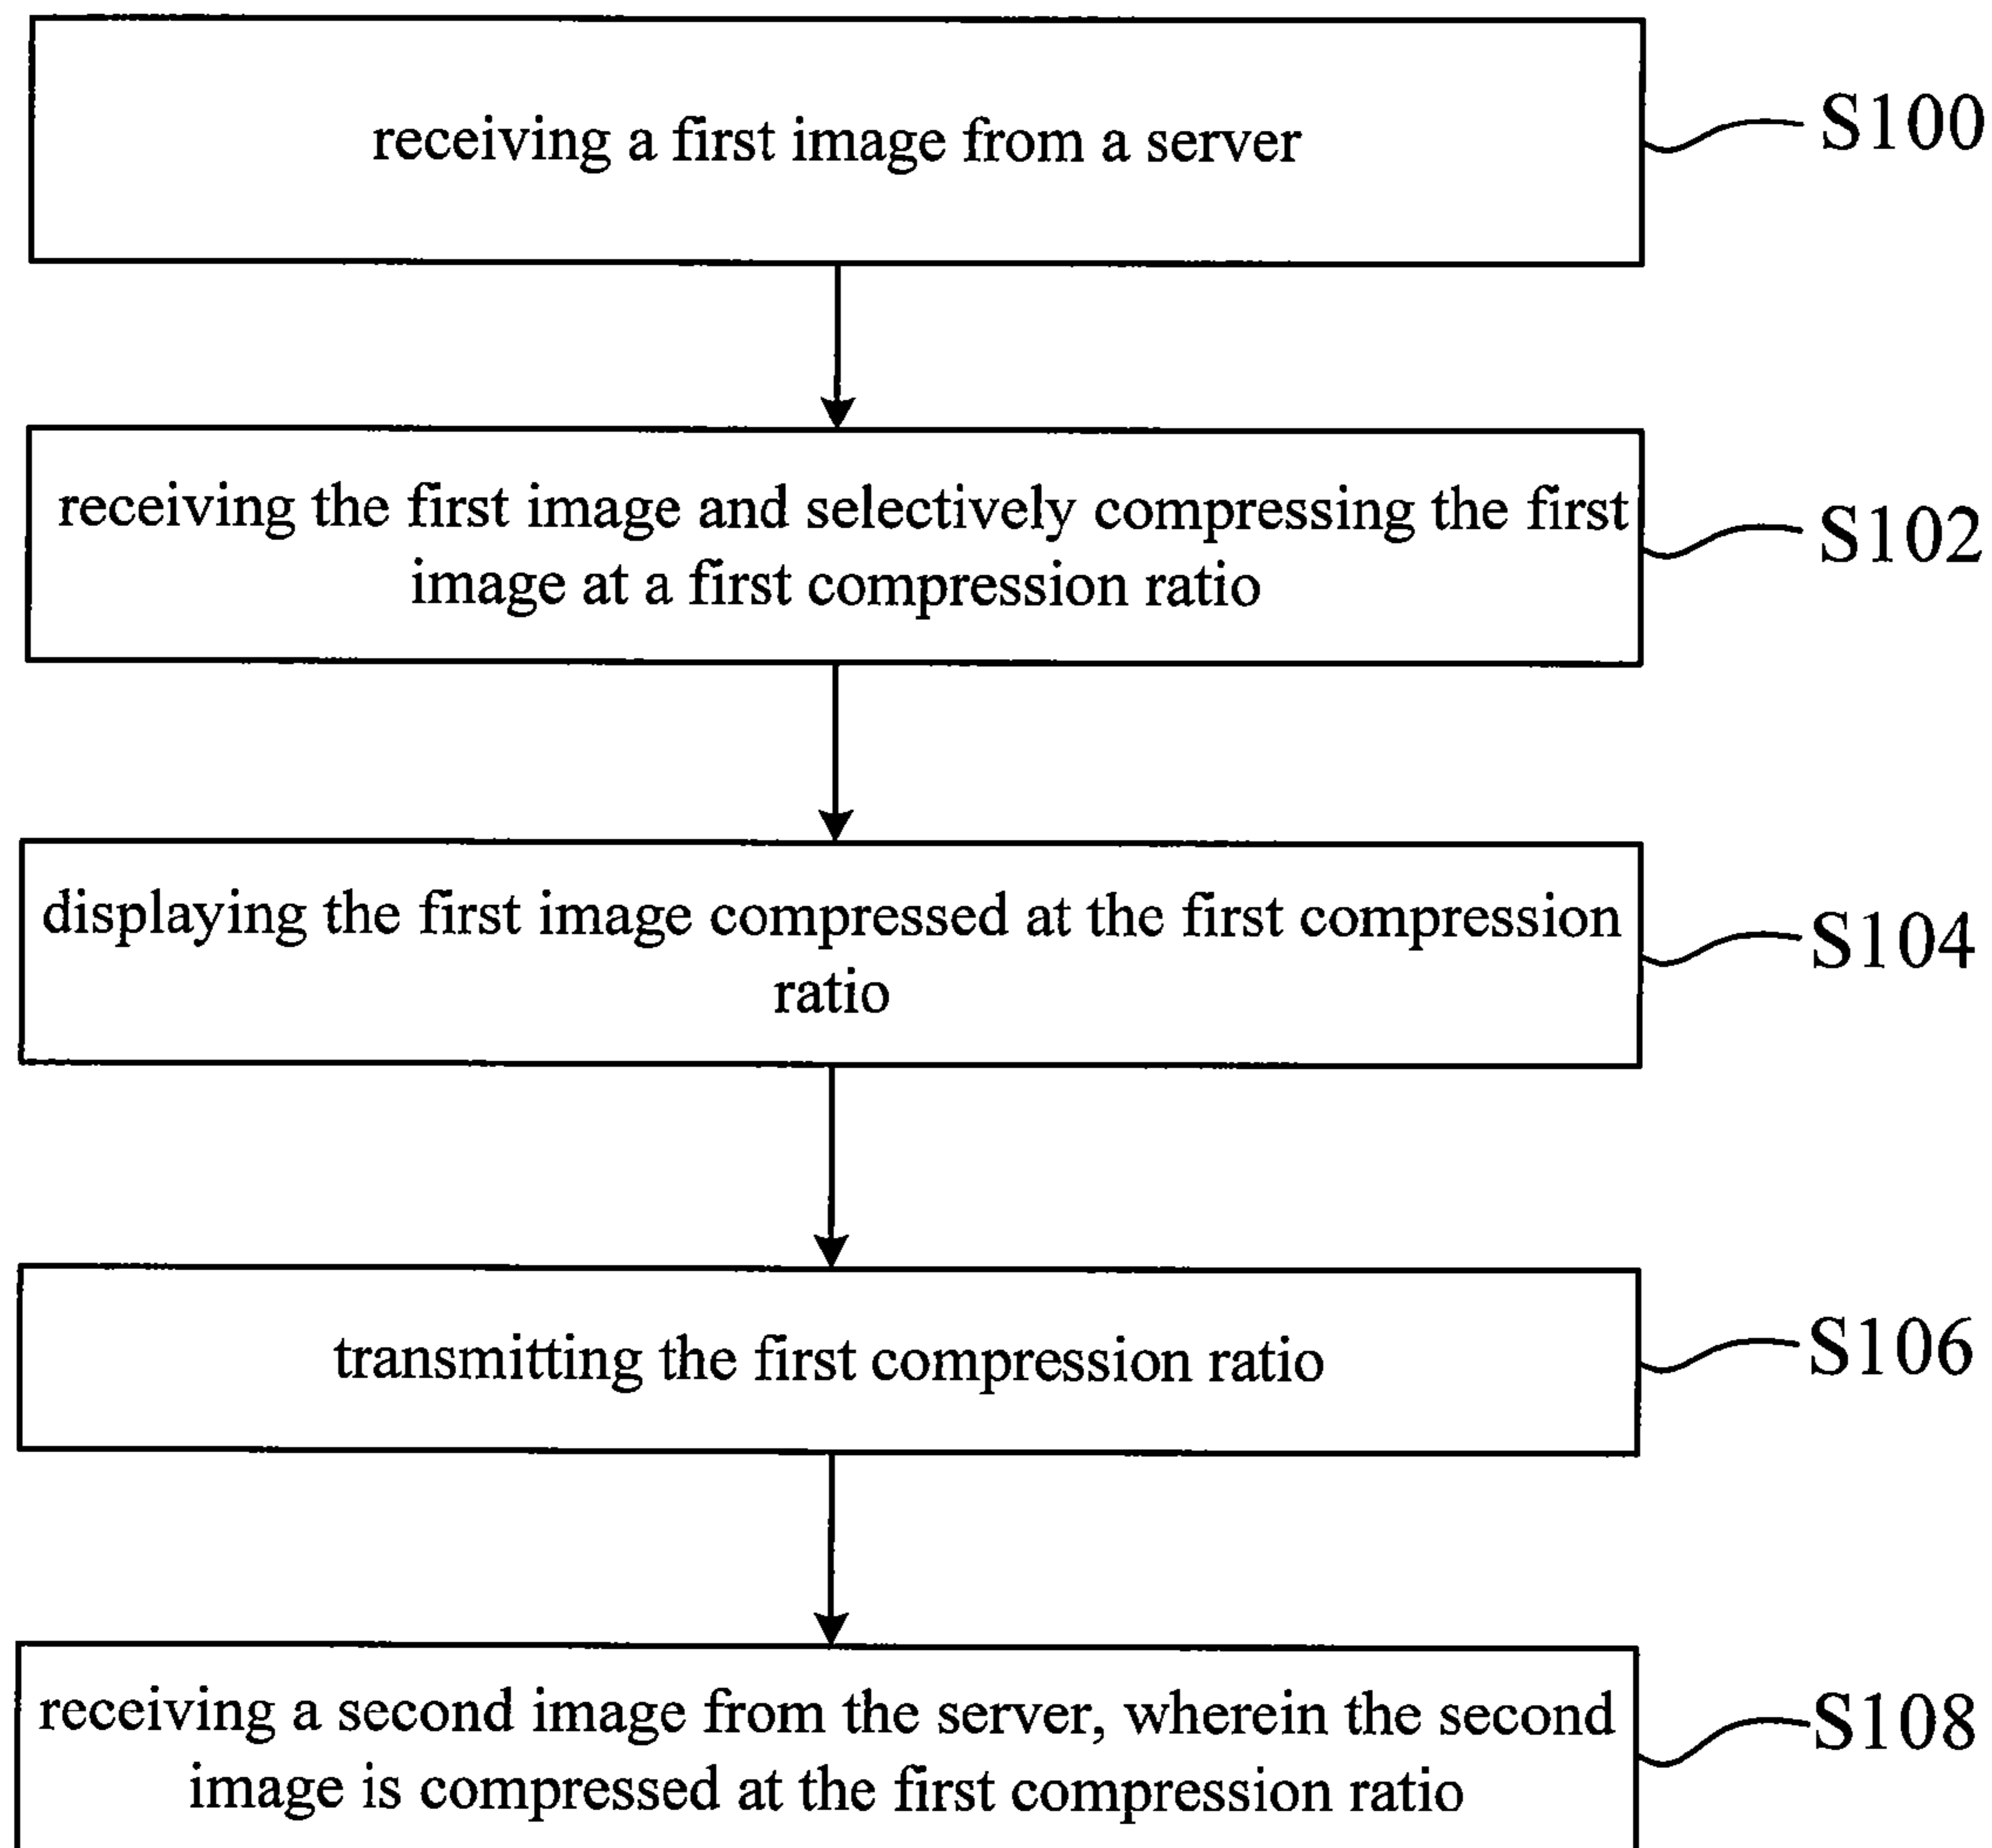 receiving a first image from a server
S100
receiving the first image and selectively compressing the first
image at a first compression ratio
S102
displaying the first image compressed at the first compression
ratio
S104
transmitting the first compression ratio
S106
receiving a second image from the server, wherein the second
image is compressed at the first compression ratio
S108